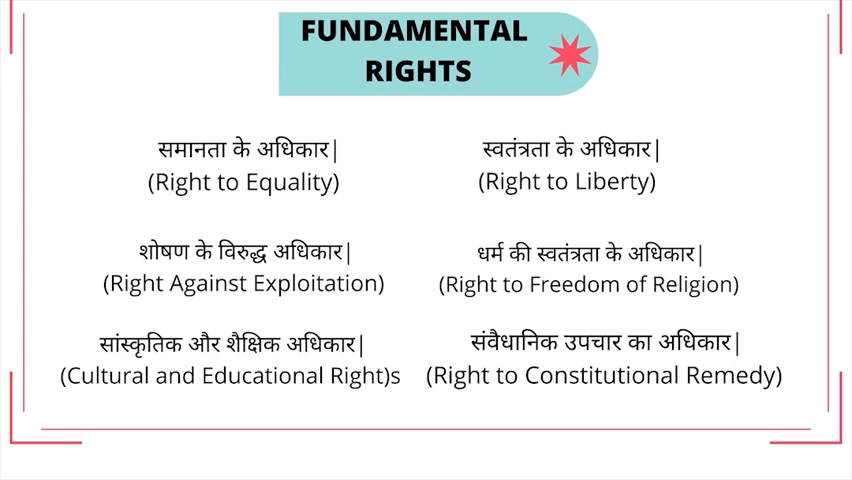 FUNDAMENTAL
RIGHTS
समानता के अधिकार|
(Right to Equality)
स्वतंत्रता के अधिकार|
(Right to Liberty)
शोषण के विरुद्ध अधिकार|
(Right Against Exploitation)
धर्म की स्वतंत्रता के अधिकार|
(Right to Freedom of Religion)
सांस्कृतिक और शैक्षिक अधिकार|
(Cultural and Educational Right)s
संवैधानिक उपचार का अधिकार|
(Right to Constitutional Remedy)